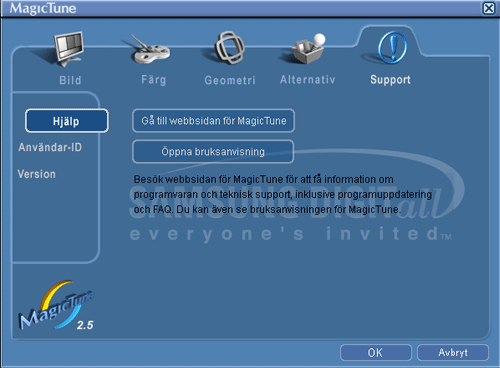 MagicTune
Bild
Färg
Geometri
Alternativ
Support
Hjälp
Användar-ID
Version
Gå till webbsidan för MagicTune
Öppna bruksanvisning
Besök webbsidan för MagicTune för att få information om
programvaran och teknisk support, inklusive programuppdatering
och FAQ. Du kan även se bruksanvisningen för MagicTune.
SAMSUNG DIGITall
everyone's invited™
MagicTune
2.5
OK
Avbryt